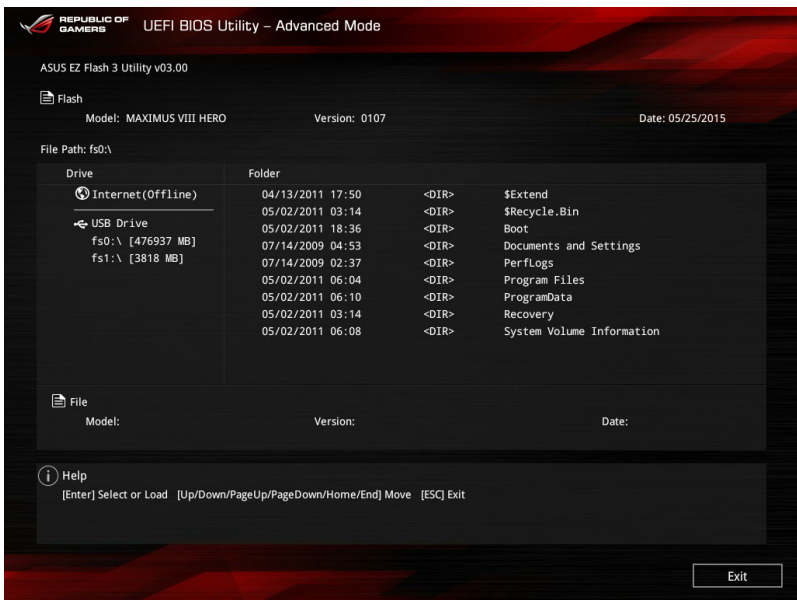 REPUBLIC OF
GAMERS
UEFI BIOS Utility – Advanced Mode
ASUS EZ Flash 3 Utility v03.00
Flash
Model: MAXIMUS VIII HERO Version: 0107 Date: 05/25/2015
File Path: fs0:\
Drive Folder
Internet(Offline)
USB Drive
fs0:\ [476937 MB]
fs1:\ [3818 MB]
04/13/2011 17:50 <DIR> $Extend
05/02/2011 03:14 <DIR> $Recycle.Bin
05/02/2011 18:36 <DIR> Boot
07/14/2009 04:53 <DIR> Documents and Settings
07/14/2009 02:37 <DIR> PerfLogs
05/02/2011 06:04 <DIR> Program Files
05/02/2011 06:10 <DIR> ProgramData
05/02/2011 03:14 <DIR> Recovery
05/02/2011 06:08 <DIR> System Volume Information
File
Model: Version: Date:
Help
[Enter] Select or Load [Up/Down/PageUp/PageDown/Home/End] Move [ESC] Exit
Exit